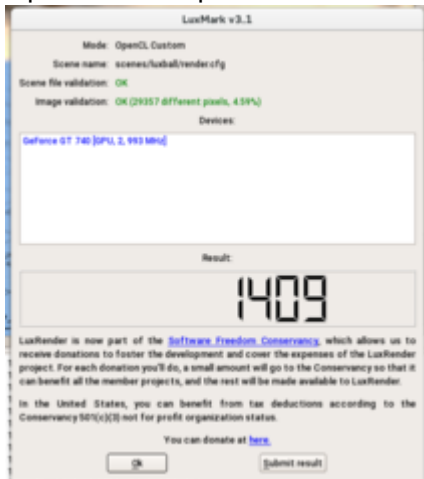 LuxMark v3.1
Mode: OpenCL Custom
Scene name: scenes/luxball/render.cfg
Scene file validation: OK
Image validation: OK (29357 different pixels, 4.59%)
Devices:
GeForce GT 740 [GPU, 2, 993 MHz]
Result:
1409
LuxRender is now part of the Software Freedom Conservancy, which allows us to
receive donations to foster the development and cover the expenses of the LuxRender
project. For each donation you'll do, a small amount will go to the Conservancy so that it
can benefit all the member projects, and the rest will be made available to LuxRender.
In the United States, you can benefit from tax deductions according to the
Conservancy 501(c)(3) not for profit organization status.
You can donate at here.
Ok
Submit result